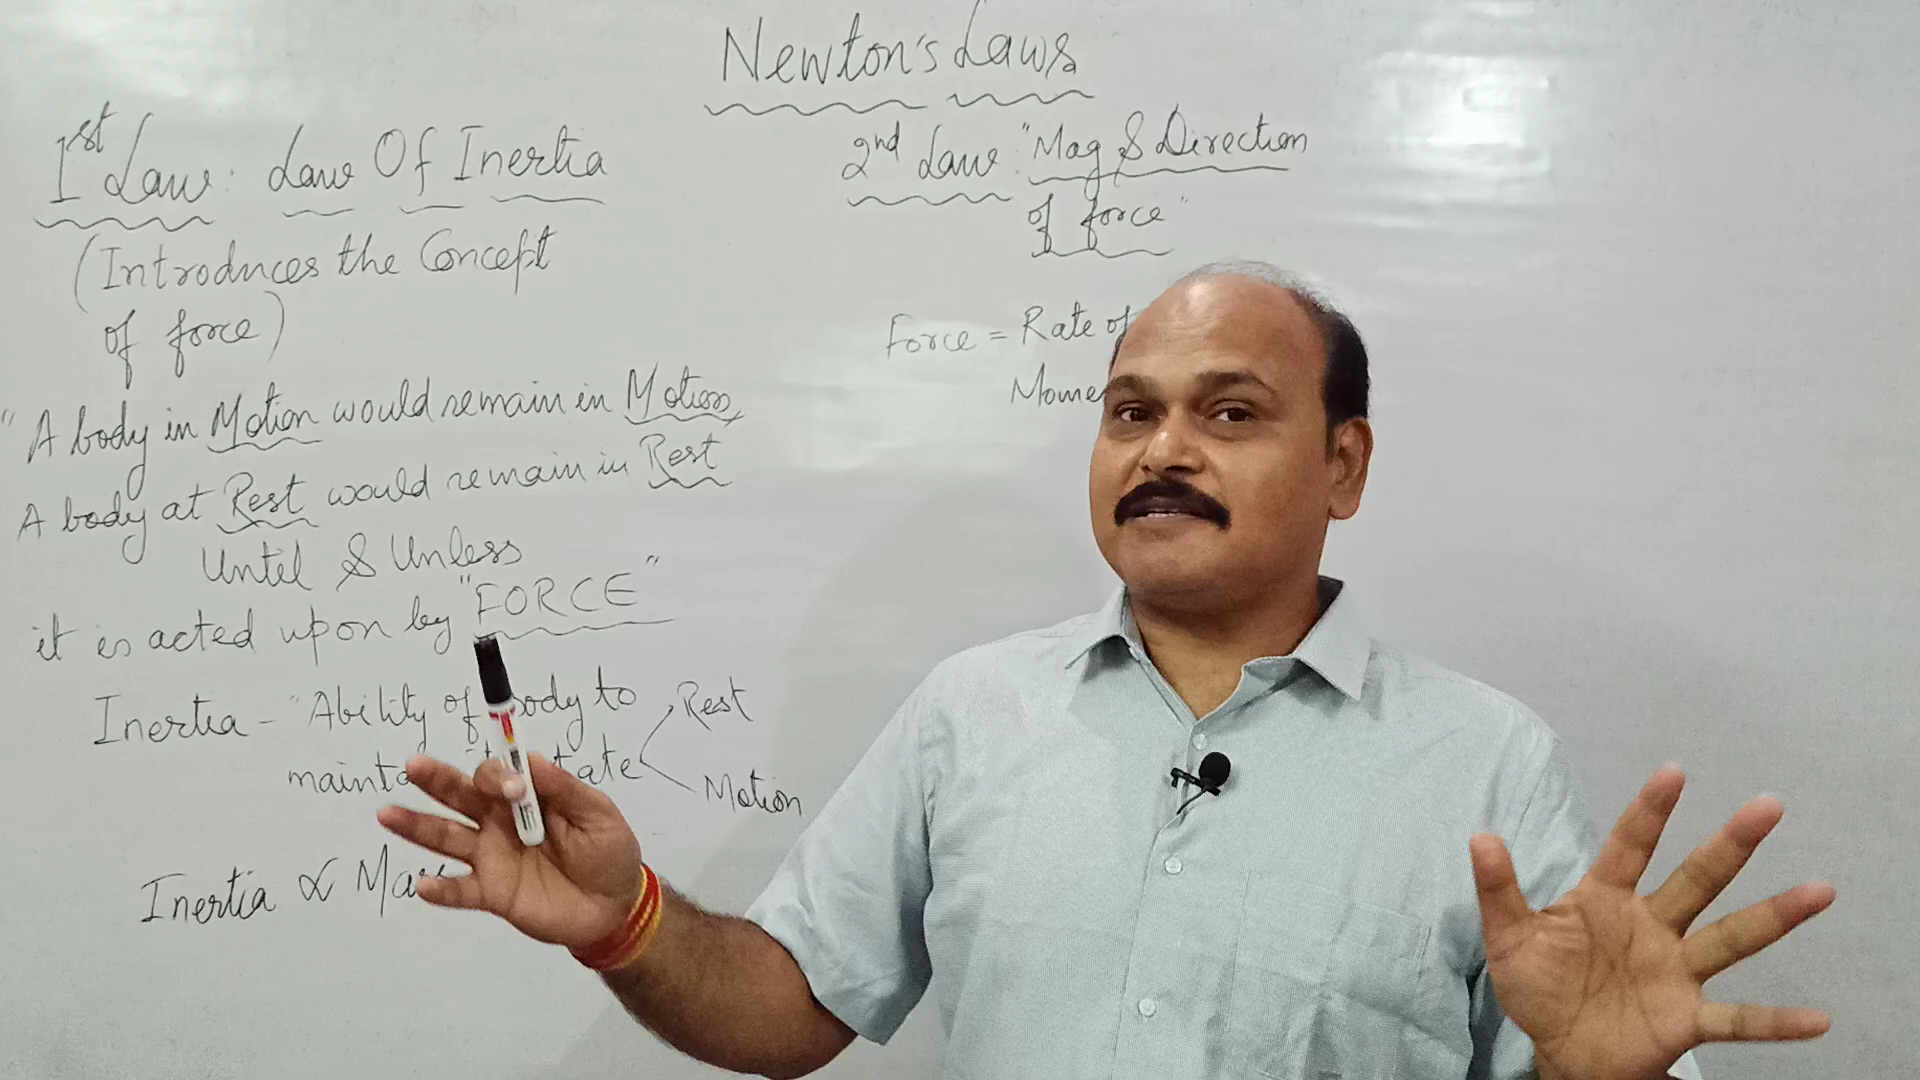 Newton's Laws
1st Law: Law Of Inertia
(Introduces the Concept
of force)
"A body in Motion would remain in Motion,
A body at Rest would remain in Rest
Until & Unless
it is acted upon by "FORCE"
Inertia - "Ability of body to
Rest
Motion
Inertia ∝
2nd Law: "Mag & Direction
of force"
Force = Rate of